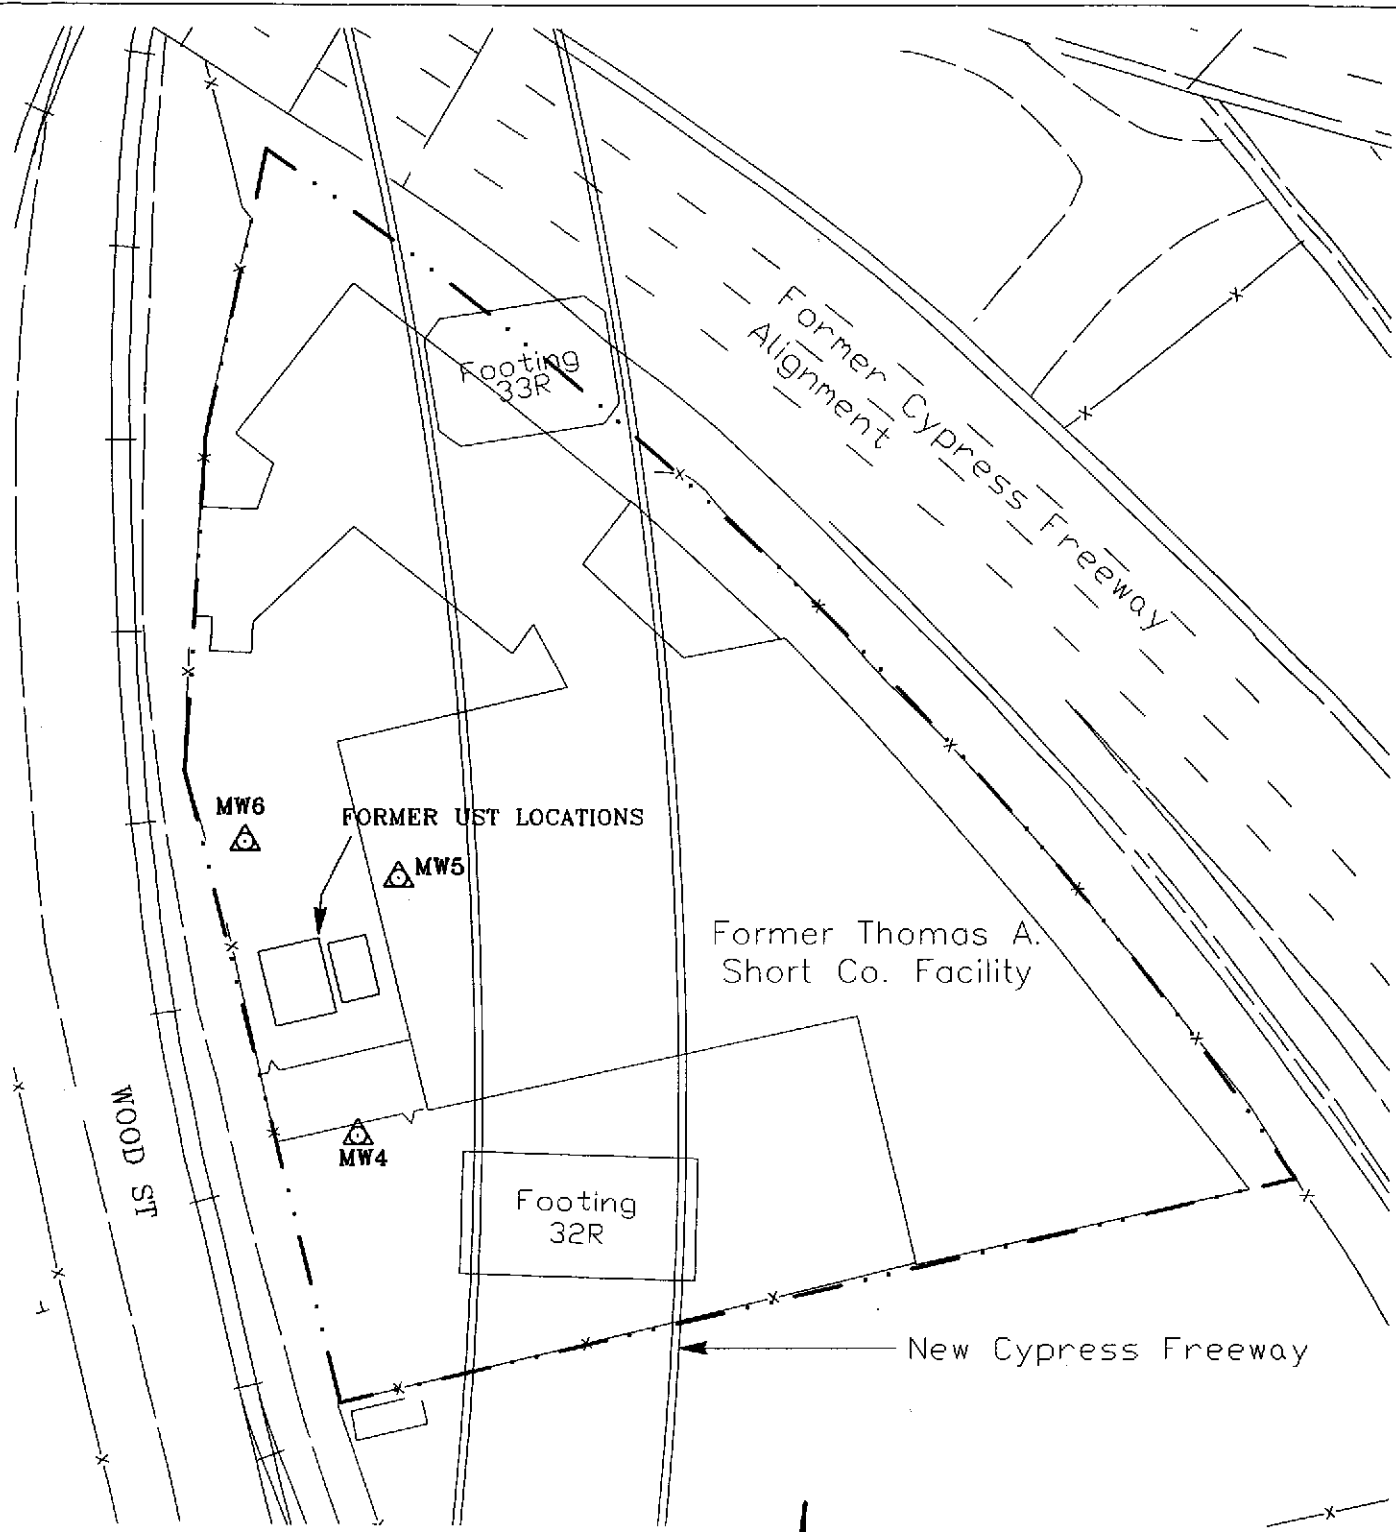 Footing
33R
Former Cypress Freeway
Alignment
MW6
FORMER UST LOCATIONS
MW5
Former Thomas A.
Short Co. Facility
WOOD ST
MW4
Footing
32R
New Cypress Freeway